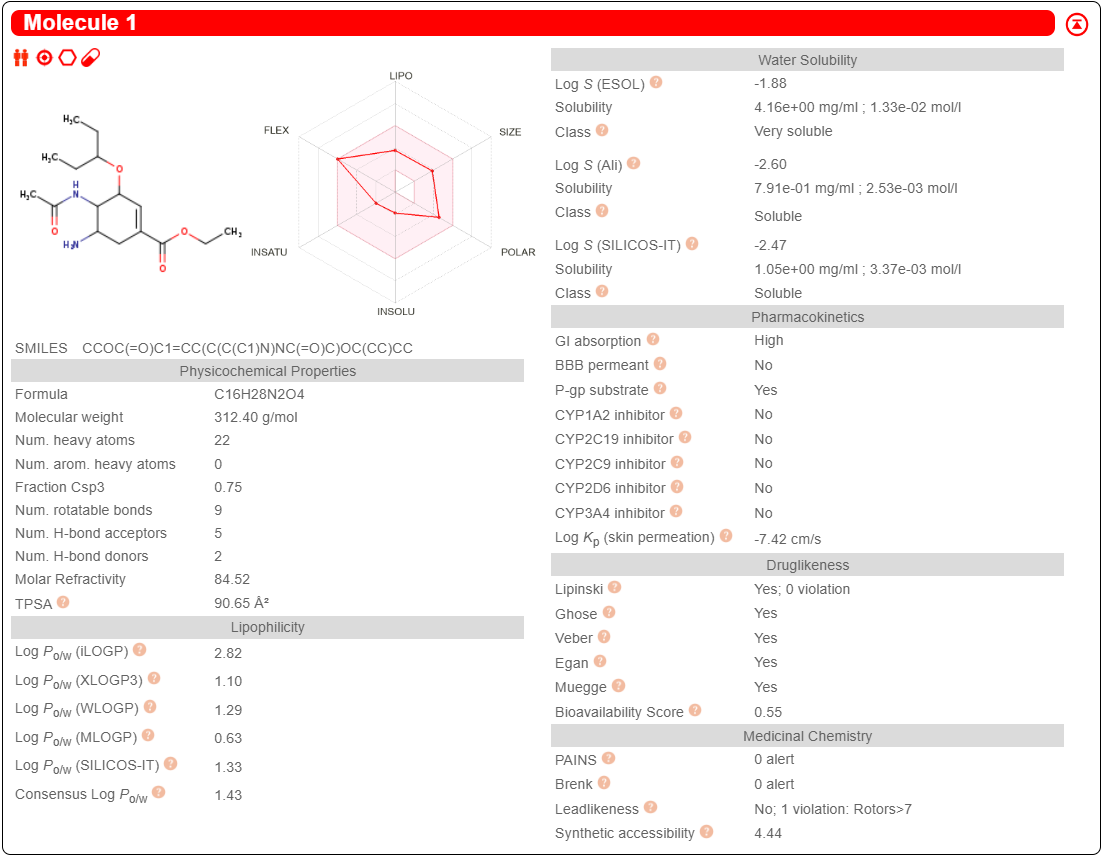 Molecule 1
H₃C
H₃C
H
H₃C
N
O
O
H₂N
O
O
CH₃
LIPO
FLEX
SIZE
INSATU
POLAR
INSOLU
SMILES CCOC(=O)C1=CC(C(C(C1)N)NC(=O)C)OC(CC)CC
Physicochemical Properties
Formula C16H28N2O4
Molecular weight 312.40 g/mol
Num. heavy atoms 22
Num. arom. heavy atoms 0
Fraction Csp3 0.75
Num. rotatable bonds 9
Num. H-bond acceptors 5
Num. H-bond donors 2
Molar Refractivity 84.52
TPSA ? 90.65 Å²
Lipophilicity
Log Po/w (iLOGP) ? 2.82
Log Po/w (XLOGP3) ? 1.10
Log Po/w (WLOGP) ? 1.29
Log Po/w (MLOGP) ? 0.63
Log Po/w (SILICOS-IT) ? 1.33
Consensus Log Po/w ? 1.43
Water Solubility
Log S (ESOL) ? -1.88
Solubility 4.16e+00 mg/ml ; 1.33e-02 mol/l
Class ? Very soluble
Log S (Ali) ? -2.60
Solubility 7.91e-01 mg/ml ; 2.53e-03 mol/l
Class ? Soluble
Log S (SILICOS-IT) ? -2.47
Solubility 1.05e+00 mg/ml ; 3.37e-03 mol/l
Class ? Soluble
Pharmacokinetics
GI absorption ? High
BBB permeant ? No
P-gp substrate ? Yes
CYP1A2 inhibitor ? No
CYP2C19 inhibitor ? No
CYP2C9 inhibitor ? No
CYP2D6 inhibitor ? No
CYP3A4 inhibitor ? No
Log Kp (skin permeation) ? -7.42 cm/s
Druglikeness
Lipinski ? Yes; 0 violation
Ghose ? Yes
Veber ? Yes
Egan ? Yes
Muegge ? Yes
Bioavailability Score ? 0.55
Medicinal Chemistry
PAINS ? 0 alert
Brenk ? 0 alert
Leadlikeness ? No; 1 violation: Rotors>7
Synthetic accessibility ? 4.44